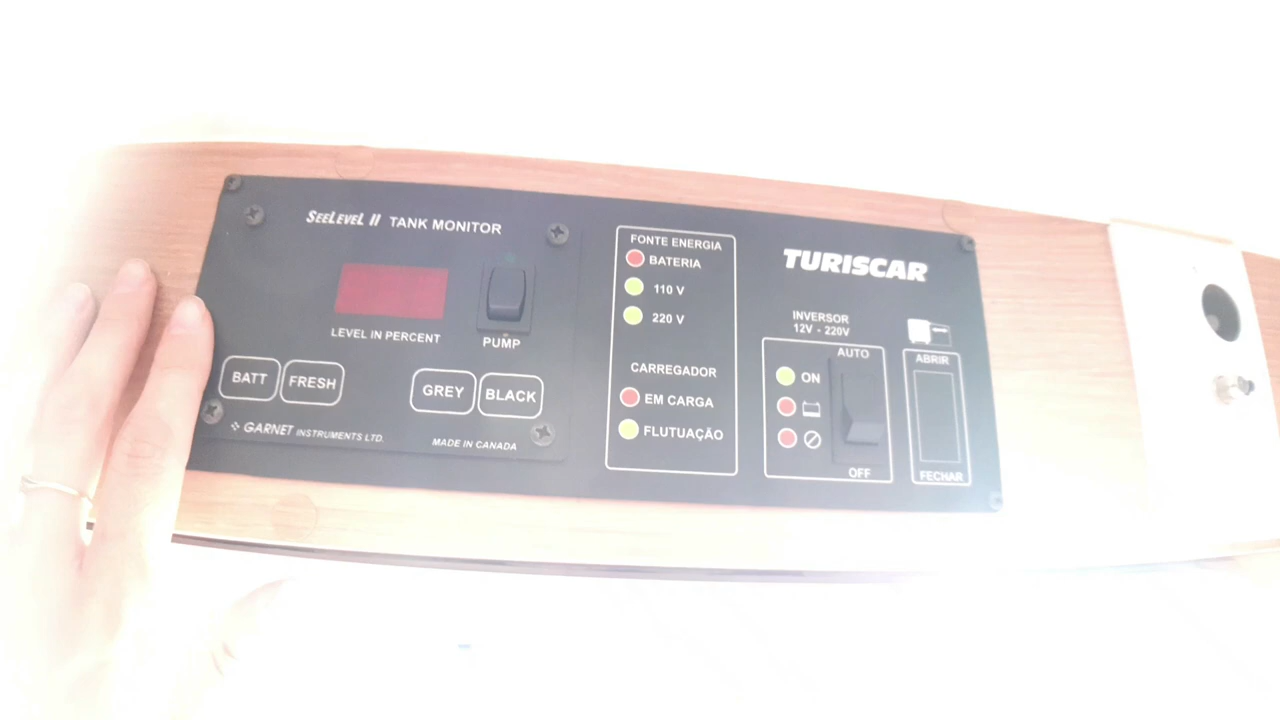 SEELEVEL II TANK MONITOR
LEVEL IN PERCENT
PUMP
BATT
FRESH
GREY
BLACK
GARNET INSTRUMENTS LTD.
MADE IN CANADA
FONTE ENERGIA
BATERIA
110 V
220 V
CARREGADOR
EM CARGA
FLUTUAÇÃO
TURISCAR
INVERSOR
12V - 220V
AUTO
ON
OFF
ABRIR
FECHAR